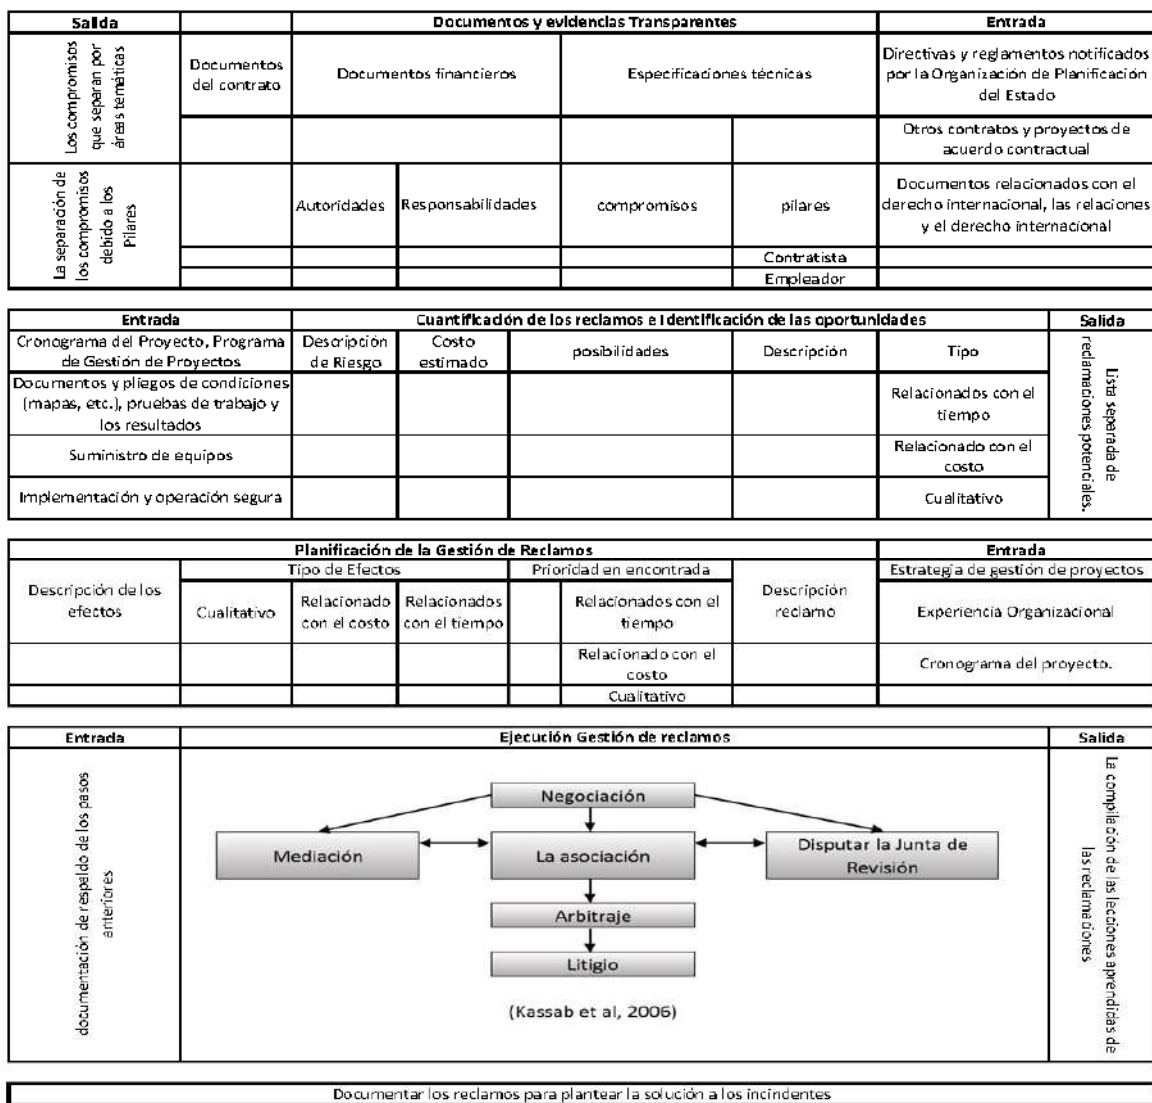 Salida
Documentos y evidencias Transparentes
Entrada
Los compromisos
que separan por
áreas temáticas
Documentos
del contrato
Documentos financieros
Especificaciones técnicas
Directivas y reglamentos notificados
por la Organización de Planificación
del Estado
Otros contratos y proyectos de
acuerdo contractual
La separación de
los compromisos
debido a los
Pilares
Autoridades
Responsabilidades
compromisos
pilares
Documentos relacionados con el
derecho internacional, las relaciones
y el derecho internacional
Contratista
Empleador
Entrada
Cuantificación de los reclamos e Identificación de las oportunidades
Salida
Cronograma del Proyecto, Programa
de Gestión de Proyectos
Descripción
de Riesgo
Costo
estimado
posibilidades
Descripción
Tipo
Lista separada de
reclamaciones potenciales.
Documentos y pliegos de condiciones
(mapas, etc.), pruebas de trabajo y
los resultados
Relacionados con el
tiempo
Suministro de equipos
Relacionado con el
costo
Implementación y operación segura
Cualitativo
Planificación de la Gestión de Reclamos
Entrada
Descripción de los
efectos
Tipo de Efectos
Prioridad en encontrada
Descripción
reclamo
Estrategia de gestión de proyectos
Cualitativo
Relacionado
con el costo
Relacionados
con el tiempo
Relacionados con el
tiempo
Experiencia Organizacional
Relacionado con el
costo
Cronograma del proyecto.
Cualitativo
Entrada
Ejecución Gestión de reclamos
Salida
documentación de respaldo de los pasos
anteriores
Negociación
Mediación
La asociación
Disputar la Junta de
Revisión
Arbitraje
Litigio
(Kassab et al, 2006)
La compilación de las lecciones aprendidas de
las reclamaciones
Documentar los reclamos para plantear la solución a los incindentes